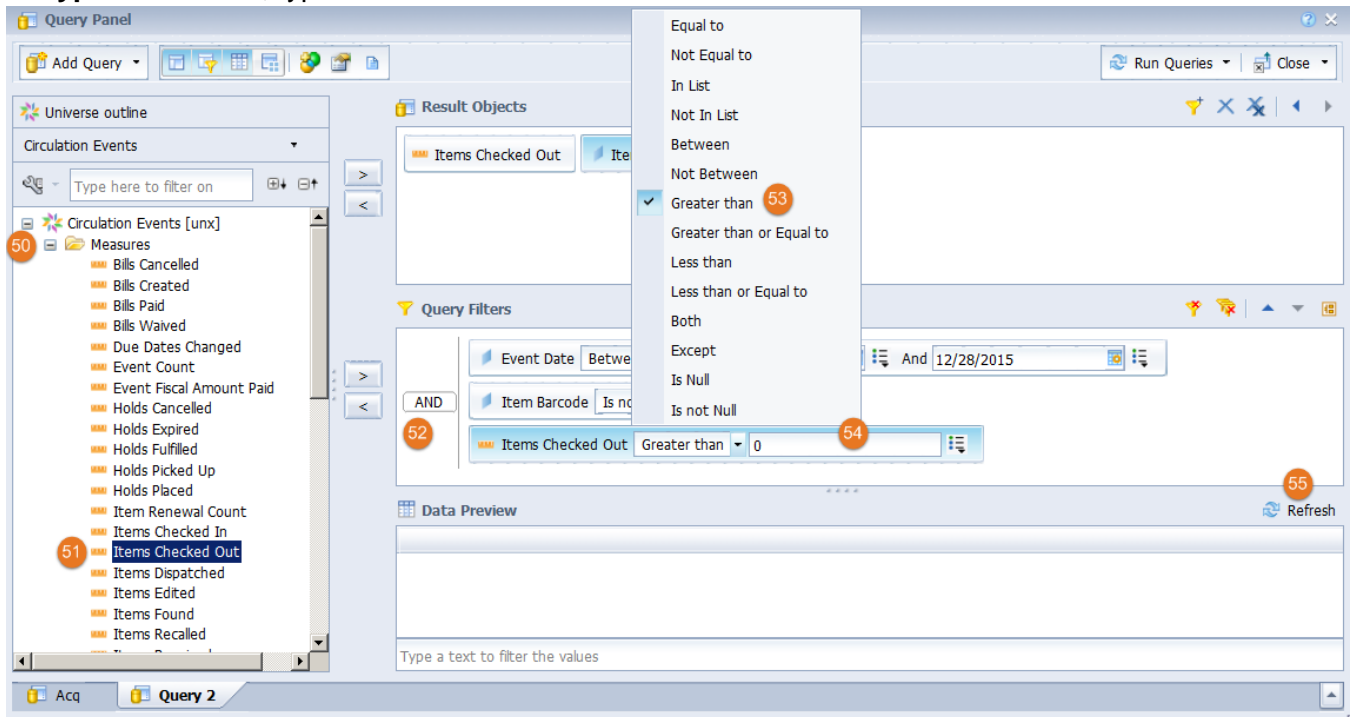 Query Panel
Add Query
Run Queries
Close
Universe outline
Circulation Events
Type here to filter on
Circulation Events [unx]
50
Measures
Bills Cancelled
Bills Created
Bills Paid
Bills Waived
Due Dates Changed
Event Count
Event Fiscal Amount Paid
Holds Cancelled
Holds Expired
Holds Fulfilled
Holds Picked Up
Holds Placed
Item Renewal Count
Items Checked In
51
Items Checked Out
Items Dispatched
Items Edited
Items Found
Items Recalled
>
<
>
<
Result Objects
Items Checked Out
Equal to
Not Equal to
In List
Not In List
Between
Not Between
Greater than
53
Greater than or Equal to
Less than
Less than or Equal to
Both
Except
Is Null
Is not Null
Query Filters
AND
52
Event Date
Betwe
And
12/28/2015
Item Barcode
Is no
Items Checked Out
Greater than
0
54
55
Data Preview
Refresh
Type a text to filter the values
Acq
Query 2